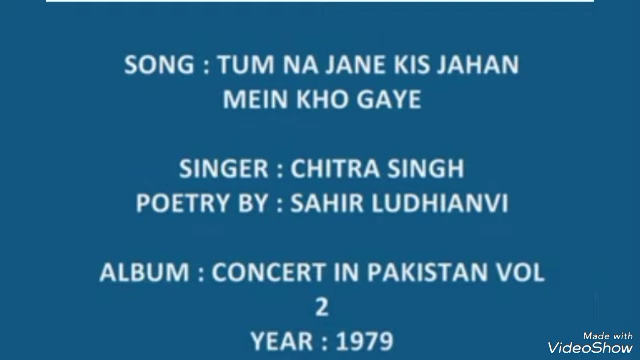 SONG : TUM NA JANE KIS JAHAN
MEIN KHO GAYE
SINGER : CHITRA SINGH
POETRY BY : SAHIR LUDHIANVI
ALBUM : CONCERT IN PAKISTAN VOL
2
YEAR : 1979
Made with
VideoShow